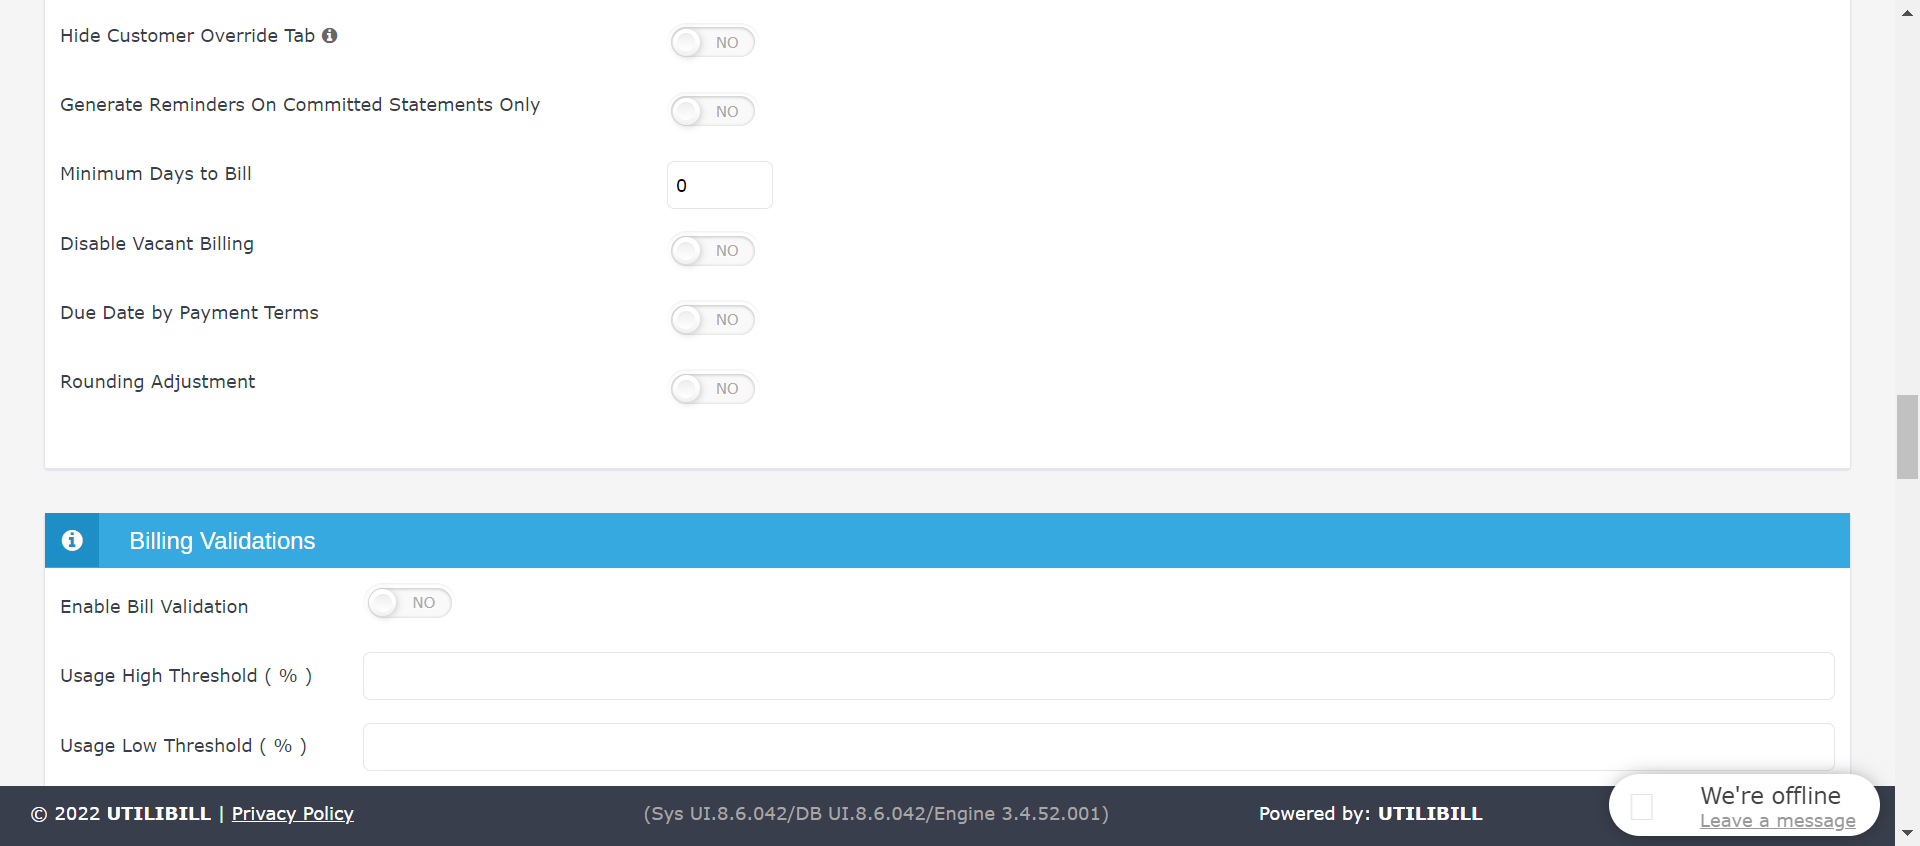 Hide Customer Override Tab
NO
Generate Reminders On Committed Statements Only
NO
Minimum Days to Bill
0
Disable Vacant Billing
NO
Due Date by Payment Terms
NO
Rounding Adjustment
NO
Billing Validations
Enable Bill Validation
NO
Usage High Threshold ( % )
Usage Low Threshold ( % )
© 2022 UTILIBILL | Privacy Policy
(Sys UI.8.6.042/DB UI.8.6.042/Engine 3.4.52.001)
Powered by: UTILIBILL
We're offline
Leave a message